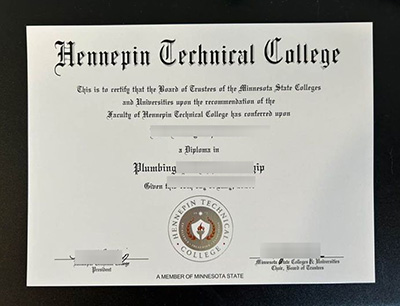 Hennepin Technical College
This is to certify that the Board of Trustees of the Minnesota State Colleges
and Universities upon the recommendation of the
Faculty of Hennepin Technical College has conferred upon
a Diploma in
Plumbing
Given this
HENNEPIN TECHNICAL COLLEGE
President
Minnesota State Colleges & Universities
Chair, Board of Trustees
A MEMBER OF MINNESOTA STATE